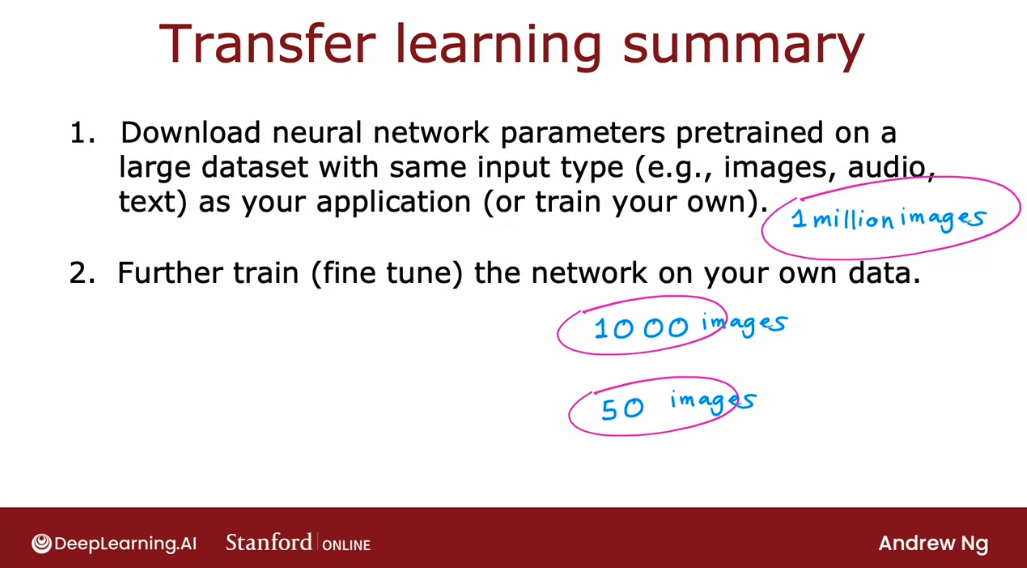 Transfer learning summary
1. Download neural network parameters pretrained on a
large dataset with same input type (e.g., images, audio,
text) as your application (or train your own).
1 million images
2. Further train (fine tune) the network on your own data.
1000 images
50 images
DeepLearning.AI Stanford | ONLINE Andrew Ng